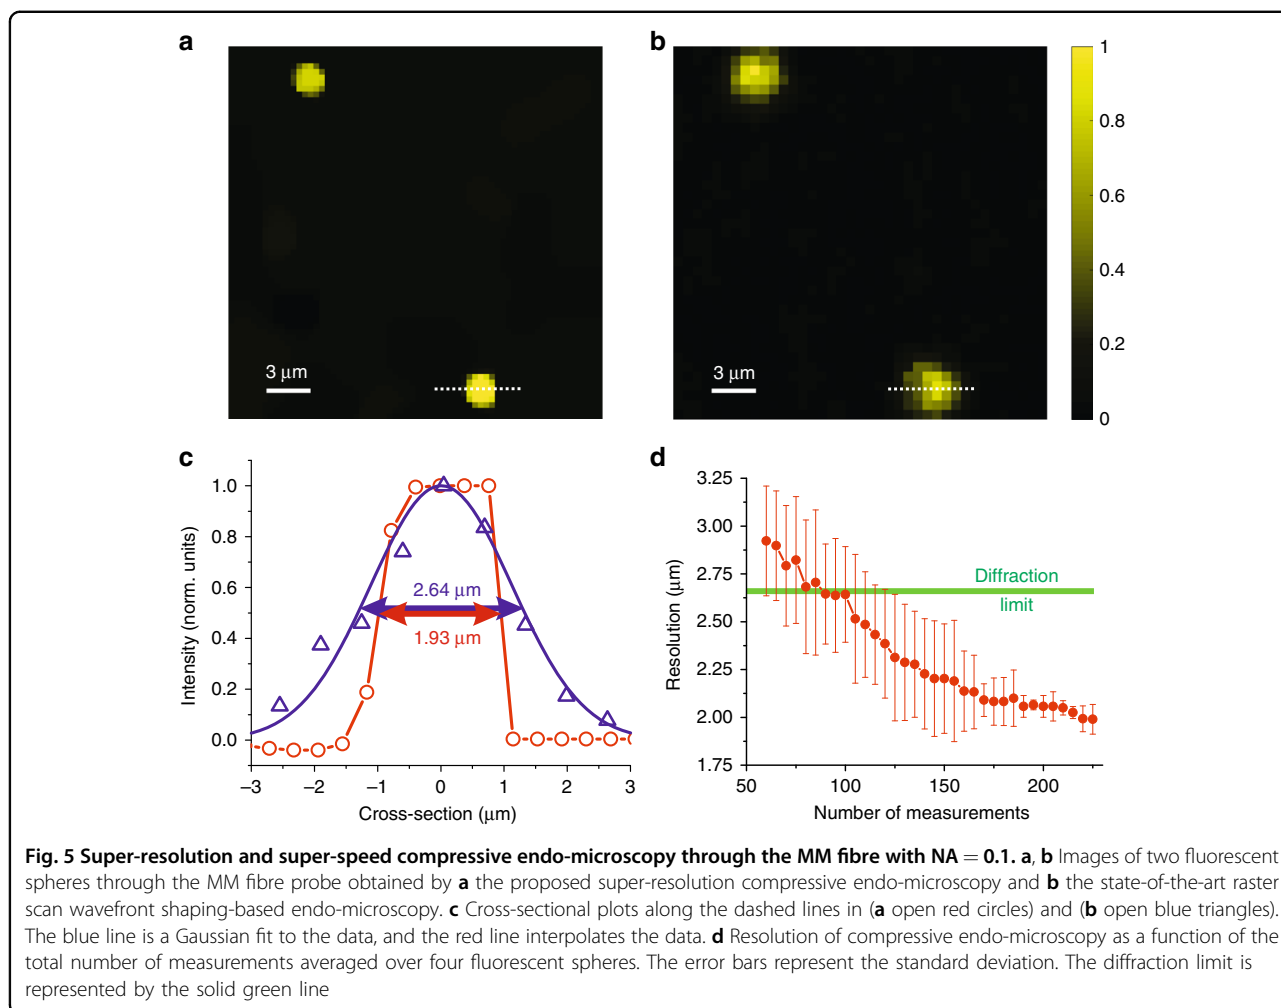 a
b
3 μm
3 μm
1
0.8
0.6
0.4
0.2
0
c
d
Intensity (norm. units)
1.0
0.8
0.6
0.4
0.2
0.0
2.64 μm
1.93 μm
–3
–2
–1
0
1
2
3
Cross-section (μm)
Resolution (μm)
3.25
3.00
2.75
2.50
2.25
2.00
1.75
Diffraction
limit
50
100
150
200
Number of measurements
Fig. 5 Super-resolution and super-speed compressive endo-microscopy through the MM fibre with NA = 0.1. a, b Images of two fluorescent
spheres through the MM fibre probe obtained by a the proposed super-resolution compressive endo-microscopy and b the state-of-the-art raster
scan wavefront shaping-based endo-microscopy. c Cross-sectional plots along the dashed lines in (a open red circles) and (b open blue triangles).
The blue line is a Gaussian fit to the data, and the red line interpolates the data. d Resolution of compressive endo-microscopy as a function of the
total number of measurements averaged over four fluorescent spheres. The error bars represent the standard deviation. The diffraction limit is
represented by the solid green line